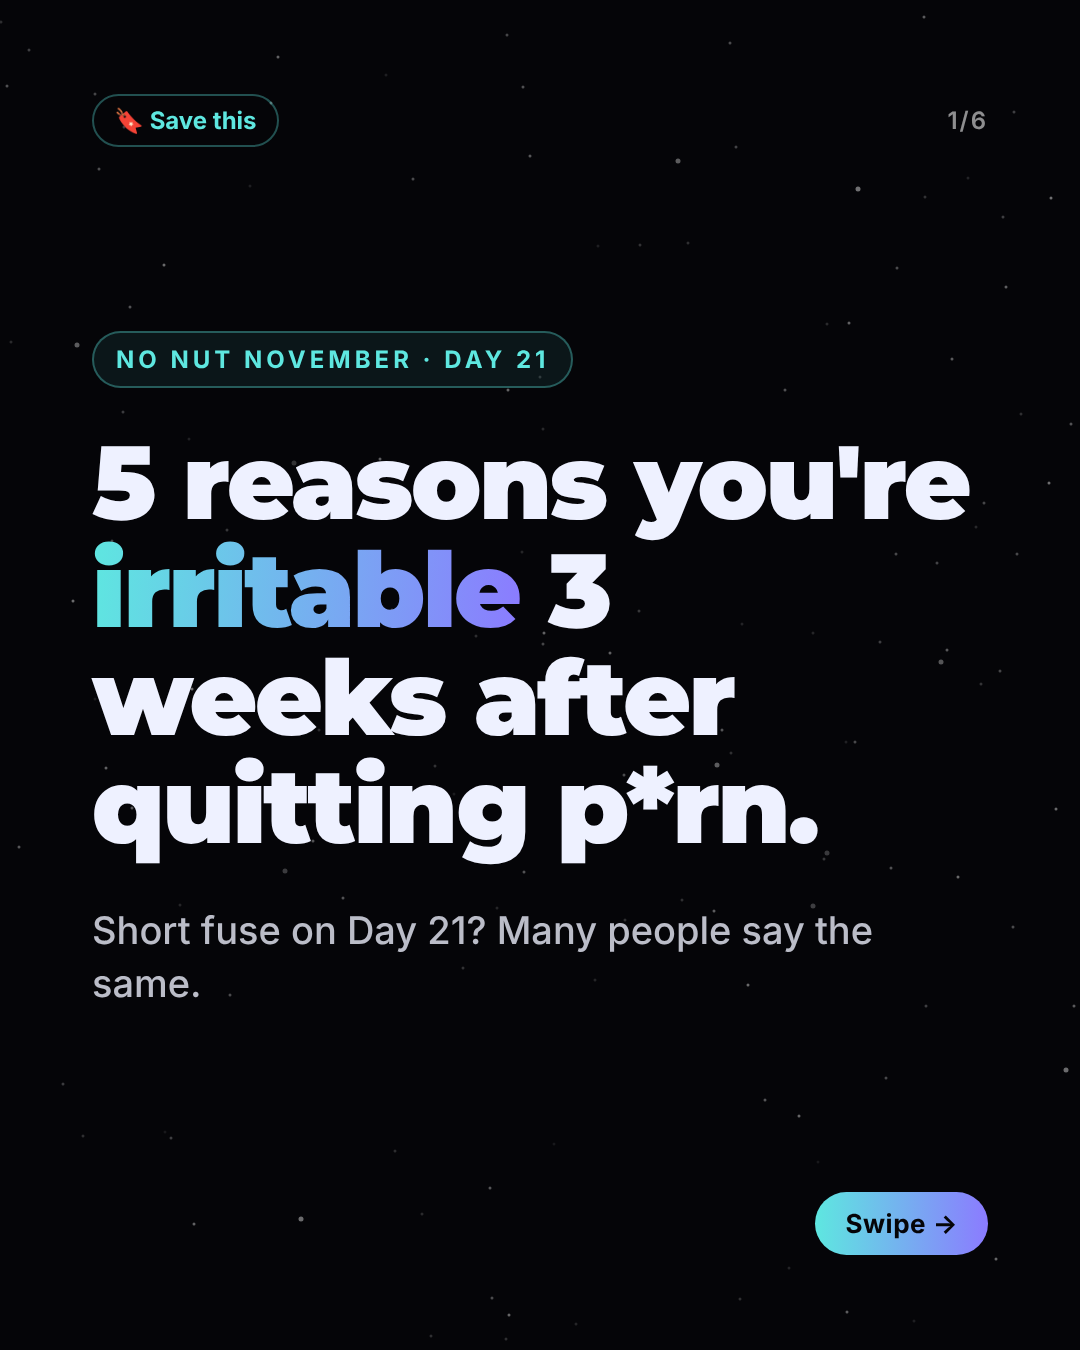 🔖 Save this
1/6
NO NUT NOVEMBER · DAY 21
5 reasons you're
irritable 3
weeks after
quitting p*rn.
Short fuse on Day 21? Many people say the
same.
Swipe →